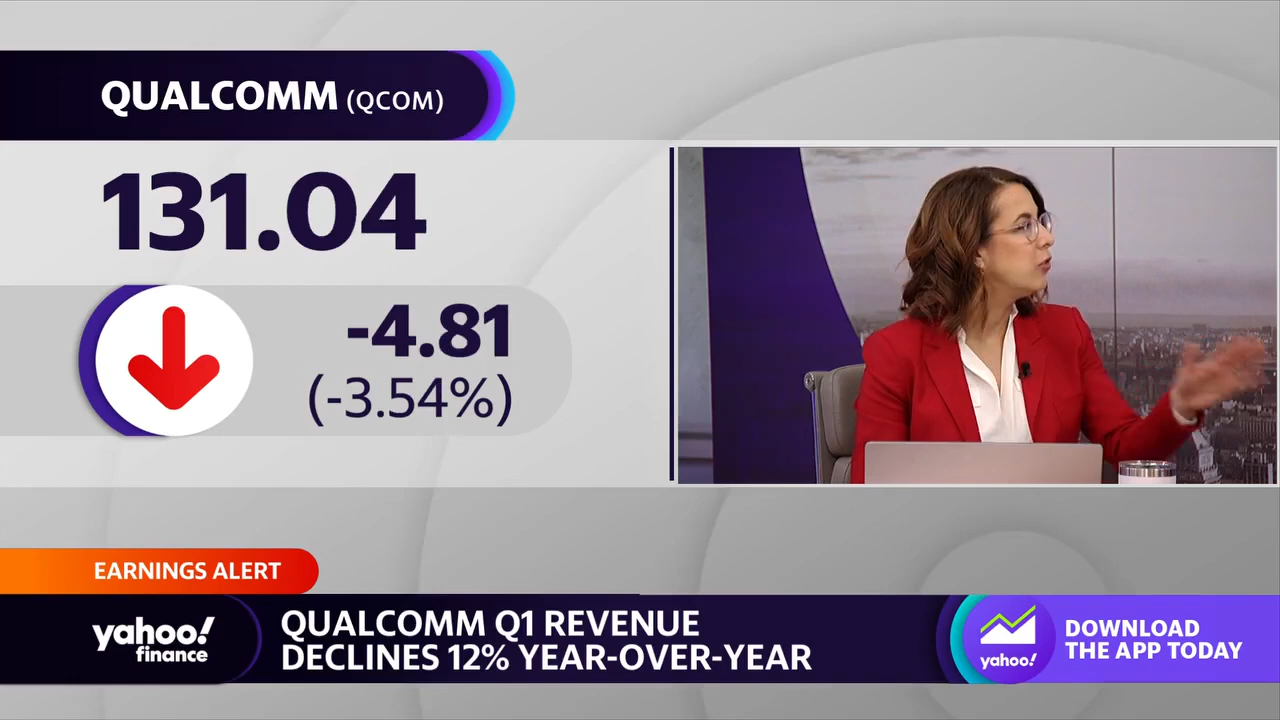 QUALCOMM (QCOM)
131.04
-4.81
(-3.54%)
EARNINGS ALERT
yahoo!
finance
QUALCOMM Q1 REVENUE
DECLINES 12% YEAR-OVER-YEAR
yahoo!
DOWNLOAD
THE APP TODAY